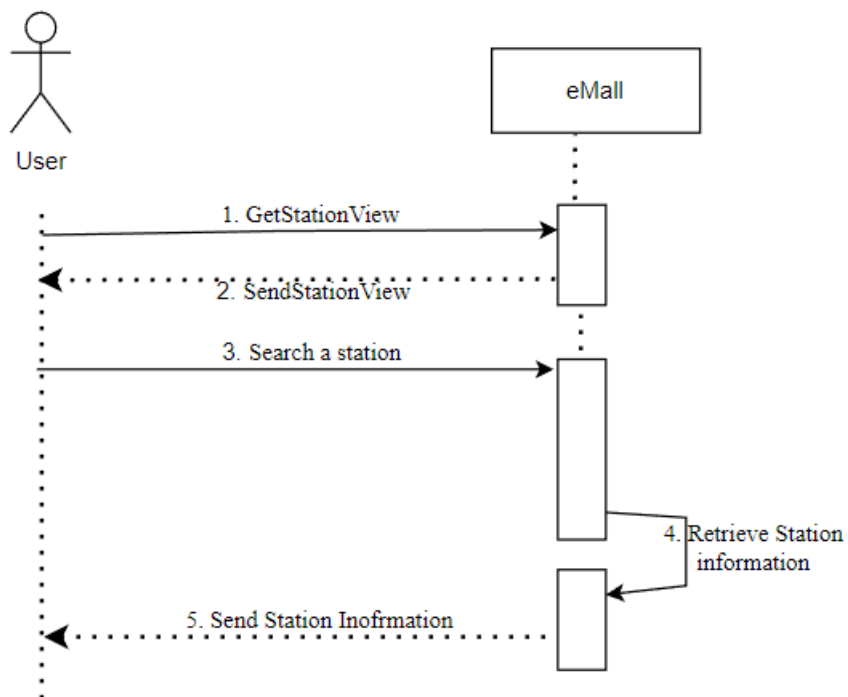 eMall
User
1. GetStationView
2. SendStationView
3. Search a station
4. Retrieve Station
information
5. Send Station Inofrmation